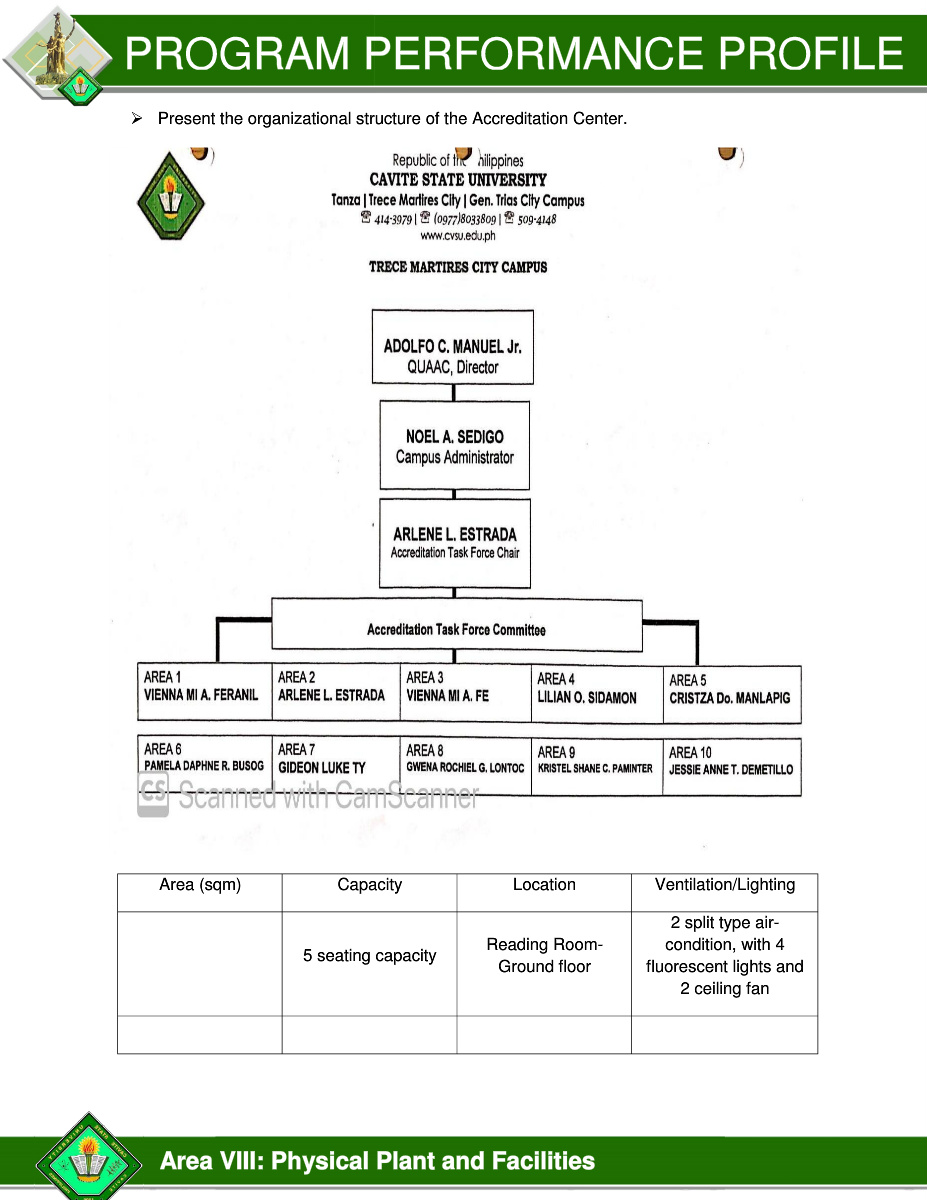 PROGRAM PERFORMANCE PROFILE
➢ Present the organizational structure of the Accreditation Center.
Republic of the Philippines
CAVITE STATE UNIVERSITY
Tanza | Trece Martires City | Gen. Trias City Campus
☏ 414-3979 | ☏ (0977)8033809 | ☏ 509-4148
www.cvsu.edu.ph
TRECE MARTIRES CITY CAMPUS
ADOLFO C. MANUEL Jr.
QUAAC, Director
NOEL A. SEDIGO
Campus Administrator
ARLENE L. ESTRADA
Accreditation Task Force Chair
Accreditation Task Force Committee
AREA 1
VIENNA MI A. FERANIL
AREA 2
ARLENE L. ESTRADA
AREA 3
VIENNA MI A. FE
AREA 4
LILIAN O. SIDAMON
AREA 5
CRISTZA Do. MANLAPIG
AREA 6
PAMELA DAPHNE R. BUSOG
AREA 7
GIDEON LUKE TY
AREA 8
GWENA ROCHIEL G. LONTOC
AREA 9
KRISTEL SHANE C. PAMINTER
AREA 10
JESSIE ANNE T. DEMETILLO
CS Scanned with CamScanner
Area (sqm) Capacity Location Ventilation/Lighting
5 seating capacity
Reading Room-
Ground floor
2 split type air-
condition, with 4
fluorescent lights and
2 ceiling fan
Area VIII: Physical Plant and Facilities